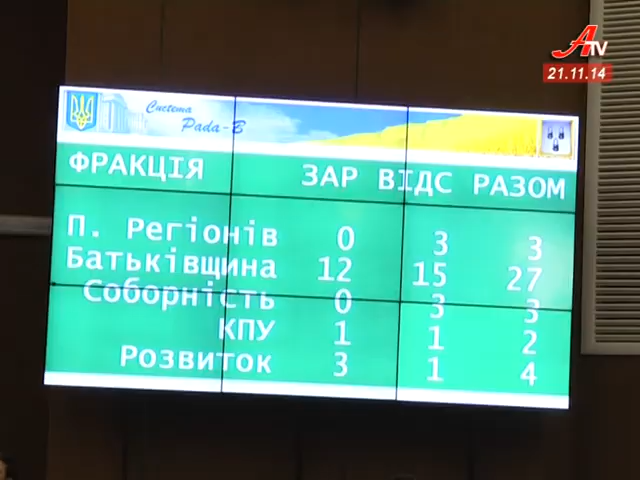 ATV
21.11.14
Система
Рада-В
ФРАКЦІЯ ЗАР ВІДС РАЗОМ
П. Регіонів 0 3 3
Батьківщина 12 15 27
Соборність 0 3 3
КПУ 1 1 2
Розвиток 3 1 4